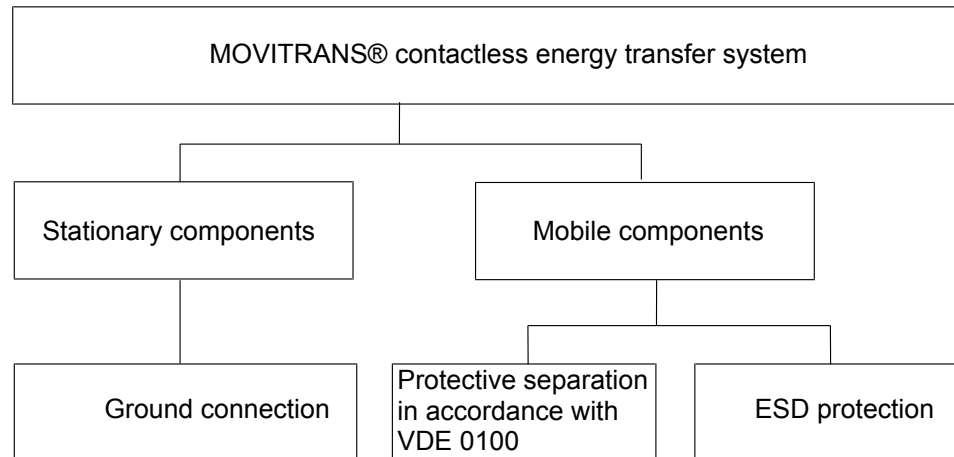 MOVITRANS® contactless energy transfer system
Stationary components
Mobile components
Ground connection
Protective separation
in accordance with
VDE 0100
ESD protection